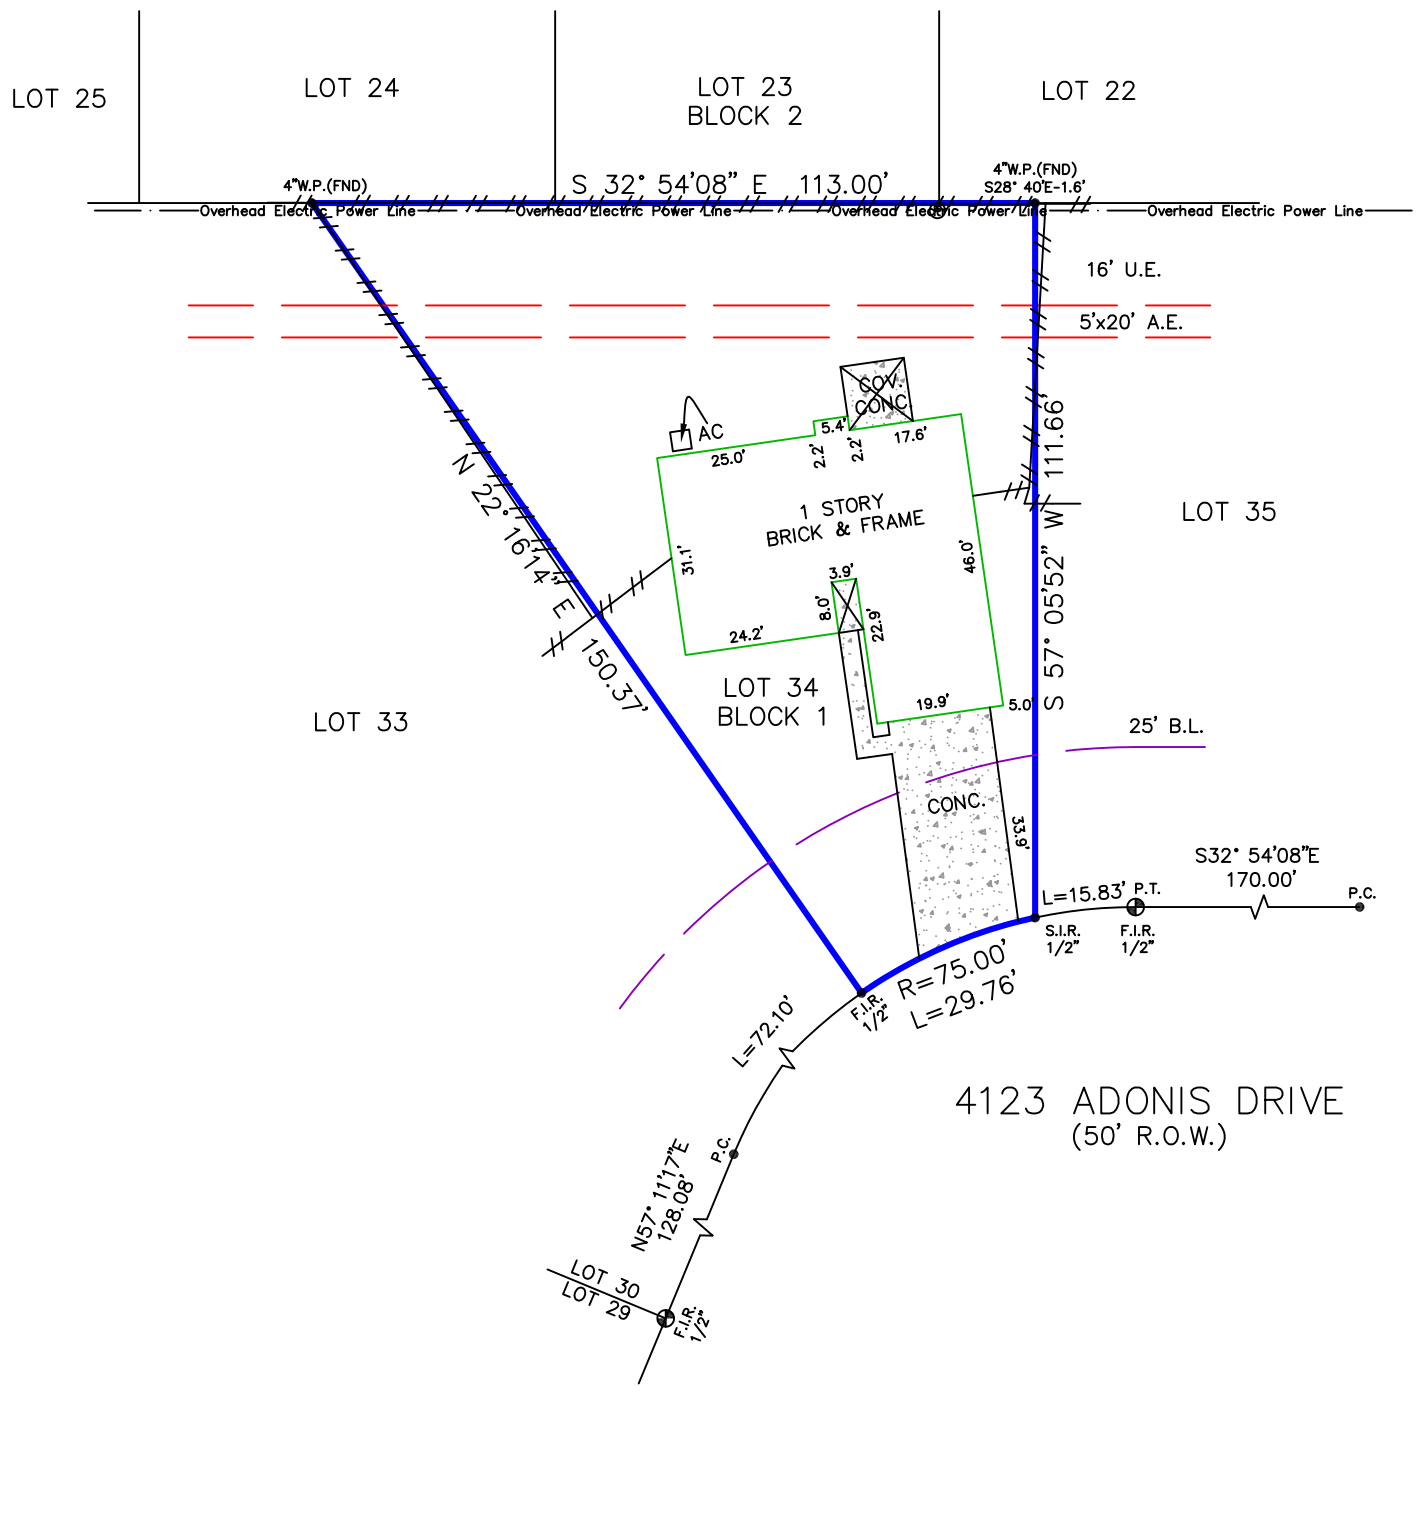 LOT 25
LOT 24
LOT 23
BLOCK 2
LOT 22
4"W.P.(FND)
S 32° 54'08" E 113.00'
4"W.P.(FND)
S28° 40'E-1.6'
Overhead Electric Power Line
Overhead Electric Power Line
Overhead Electric Power Line
Overhead Electric Power Line
16' U.E.
5'x20' A.E.
COV.
CONC.
AC
25.0'
5.4'
2.2'
2.2'
17.6'
1 STORY
BRICK & FRAME
31.1'
46.0'
3.9'
8.0'
22.9'
24.2'
19.9'
5.0'
N 22° 16'14" E 150.37'
S 57° 05'52" W 111.66'
LOT 35
LOT 34
BLOCK 1
LOT 33
25' B.L.
CONC.
33.9'
S32° 54'08"E
170.00'
L=15.83'
P.T.
P.C.
S.I.R.
1/2"
F.I.R.
1/2"
R=75.00'
L=29.76'
F.I.R.
1/2"
L=72.10'
4123 ADONIS DRIVE
(50' R.O.W.)
P.C.
N57° 11'17"E
128.08'
LOT 30
LOT 29
F.I.R.
1/2"